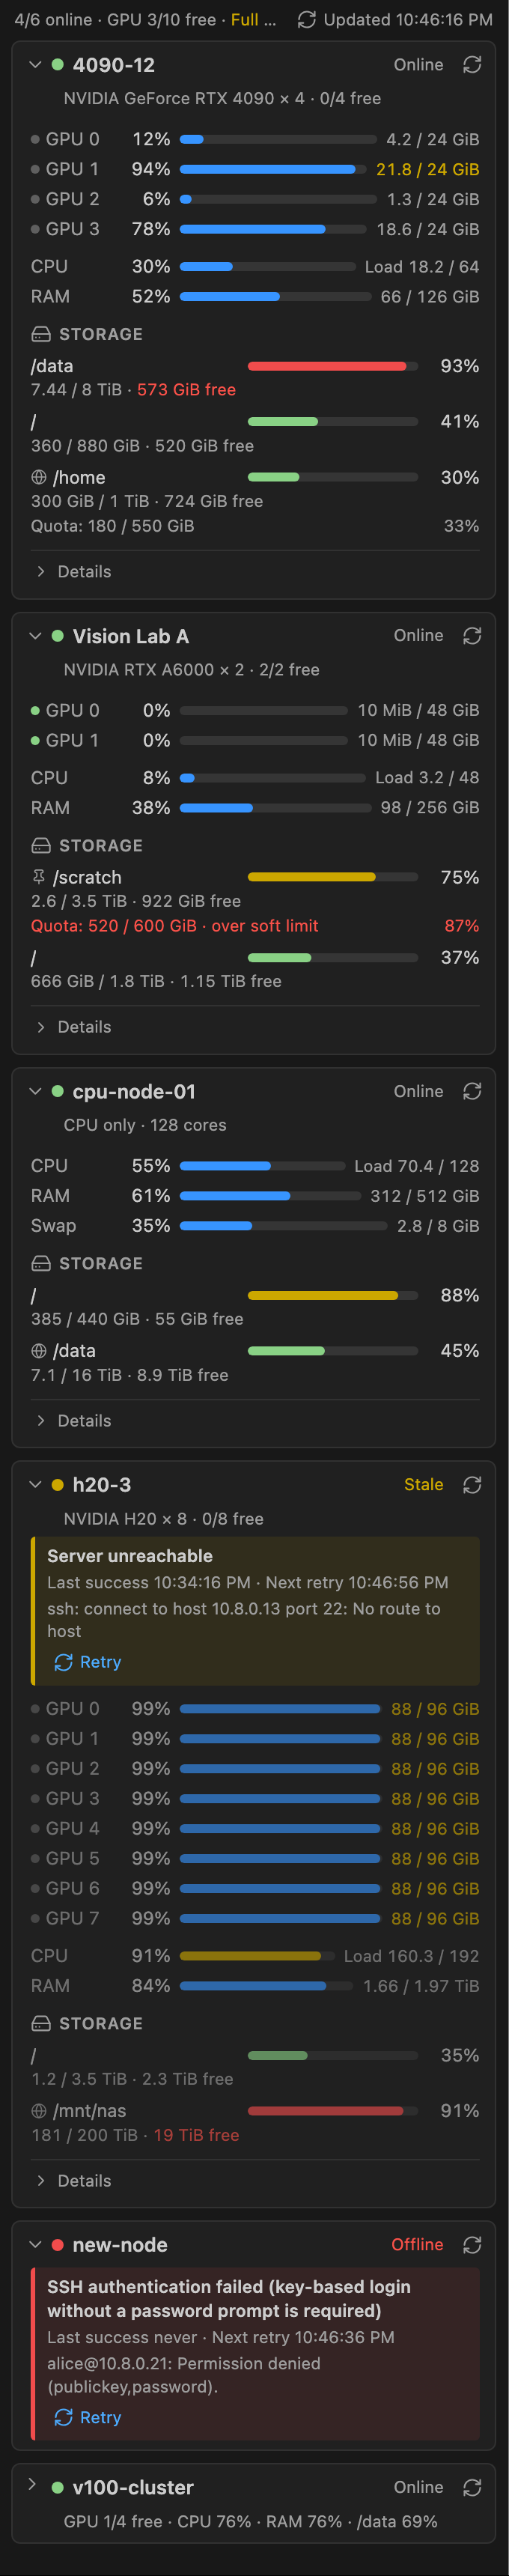 4/6 online · GPU 3/10 free · Full ... Updated 10:46:16 PM
4090-12 Online
NVIDIA GeForce RTX 4090 × 4 · 0/4 free
GPU 0 12% 4.2 / 24 GiB
GPU 1 94% 21.8 / 24 GiB
GPU 2 6% 1.3 / 24 GiB
GPU 3 78% 18.6 / 24 GiB
CPU 30% Load 18.2 / 64
RAM 52% 66 / 126 GiB
STORAGE
/data 93%
7.44 / 8 TiB · 573 GiB free
/ 41%
360 / 880 GiB · 520 GiB free
/home 30%
300 GiB / 1 TiB · 724 GiB free
Quota: 180 / 550 GiB 33%
Details
Vision Lab A Online
NVIDIA RTX A6000 × 2 · 2/2 free
GPU 0 0% 10 MiB / 48 GiB
GPU 1 0% 10 MiB / 48 GiB
CPU 8% Load 3.2 / 48
RAM 38% 98 / 256 GiB
STORAGE
/scratch 75%
2.6 / 3.5 TiB · 922 GiB free
Quota: 520 / 600 GiB · over soft limit 87%
/ 37%
666 GiB / 1.8 TiB · 1.15 TiB free
Details
cpu-node-01 Online
CPU only · 128 cores
CPU 55% Load 70.4 / 128
RAM 61% 312 / 512 GiB
Swap 35% 2.8 / 8 GiB
STORAGE
/ 88%
385 / 440 GiB · 55 GiB free
/data 45%
7.1 / 16 TiB · 8.9 TiB free
Details
h20-3 Stale
NVIDIA H20 × 8 · 0/8 free
Server unreachable
Last success 10:34:16 PM · Next retry 10:46:56 PM
ssh: connect to host 10.8.0.13 port 22: No route to
host
Retry
GPU 0 99% 88 / 96 GiB
GPU 1 99% 88 / 96 GiB
GPU 2 99% 88 / 96 GiB
GPU 3 99% 88 / 96 GiB
GPU 4 99% 88 / 96 GiB
GPU 5 99% 88 / 96 GiB
GPU 6 99% 88 / 96 GiB
GPU 7 99% 88 / 96 GiB
CPU 91% Load 160.3 / 192
RAM 84% 1.66 / 1.97 TiB
STORAGE
/ 35%
1.2 / 3.5 TiB · 2.3 TiB free
/mnt/nas 91%
181 / 200 TiB · 19 TiB free
Details
new-node Offline
SSH authentication failed (key-based login
without a password prompt is required)
Last success never · Next retry 10:46:36 PM
alice@10.8.0.21: Permission denied
(publickey,password).
Retry
v100-cluster Online
GPU 1/4 free · CPU 76% · RAM 76% · /data 69%